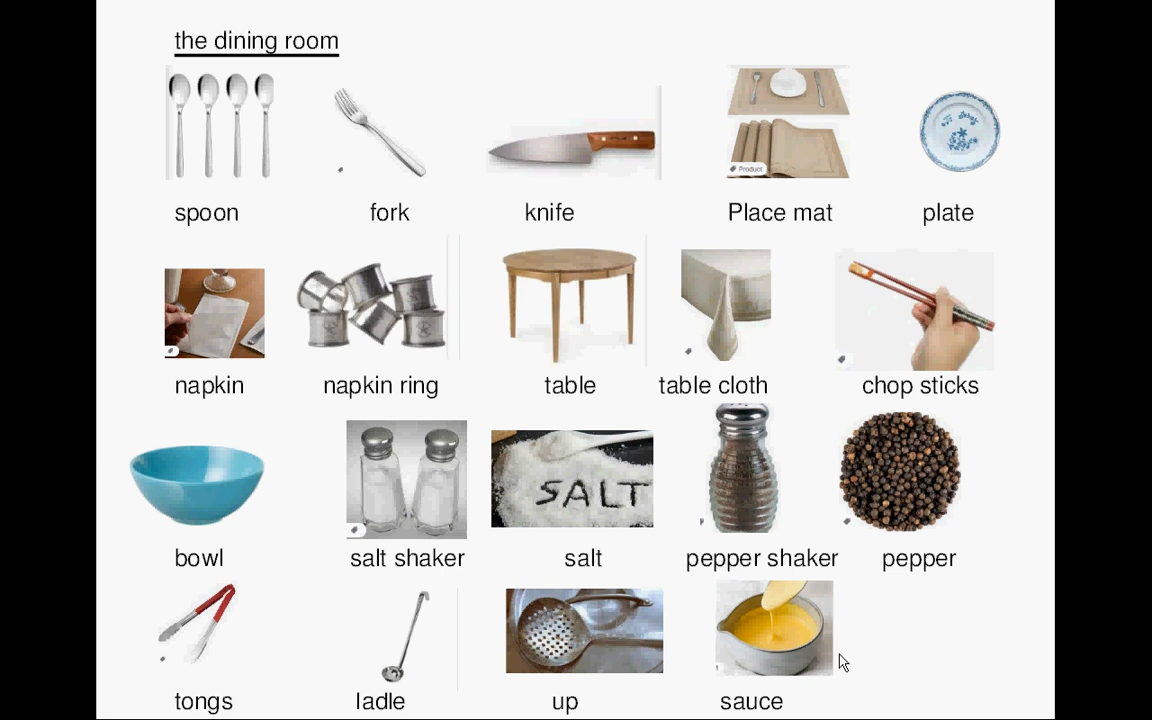 the dining room
Product
spoon fork knife Place mat plate
napkin napkin ring table table cloth chop sticks
SALT
bowl salt shaker salt pepper shaker pepper
tongs ladle up sauce